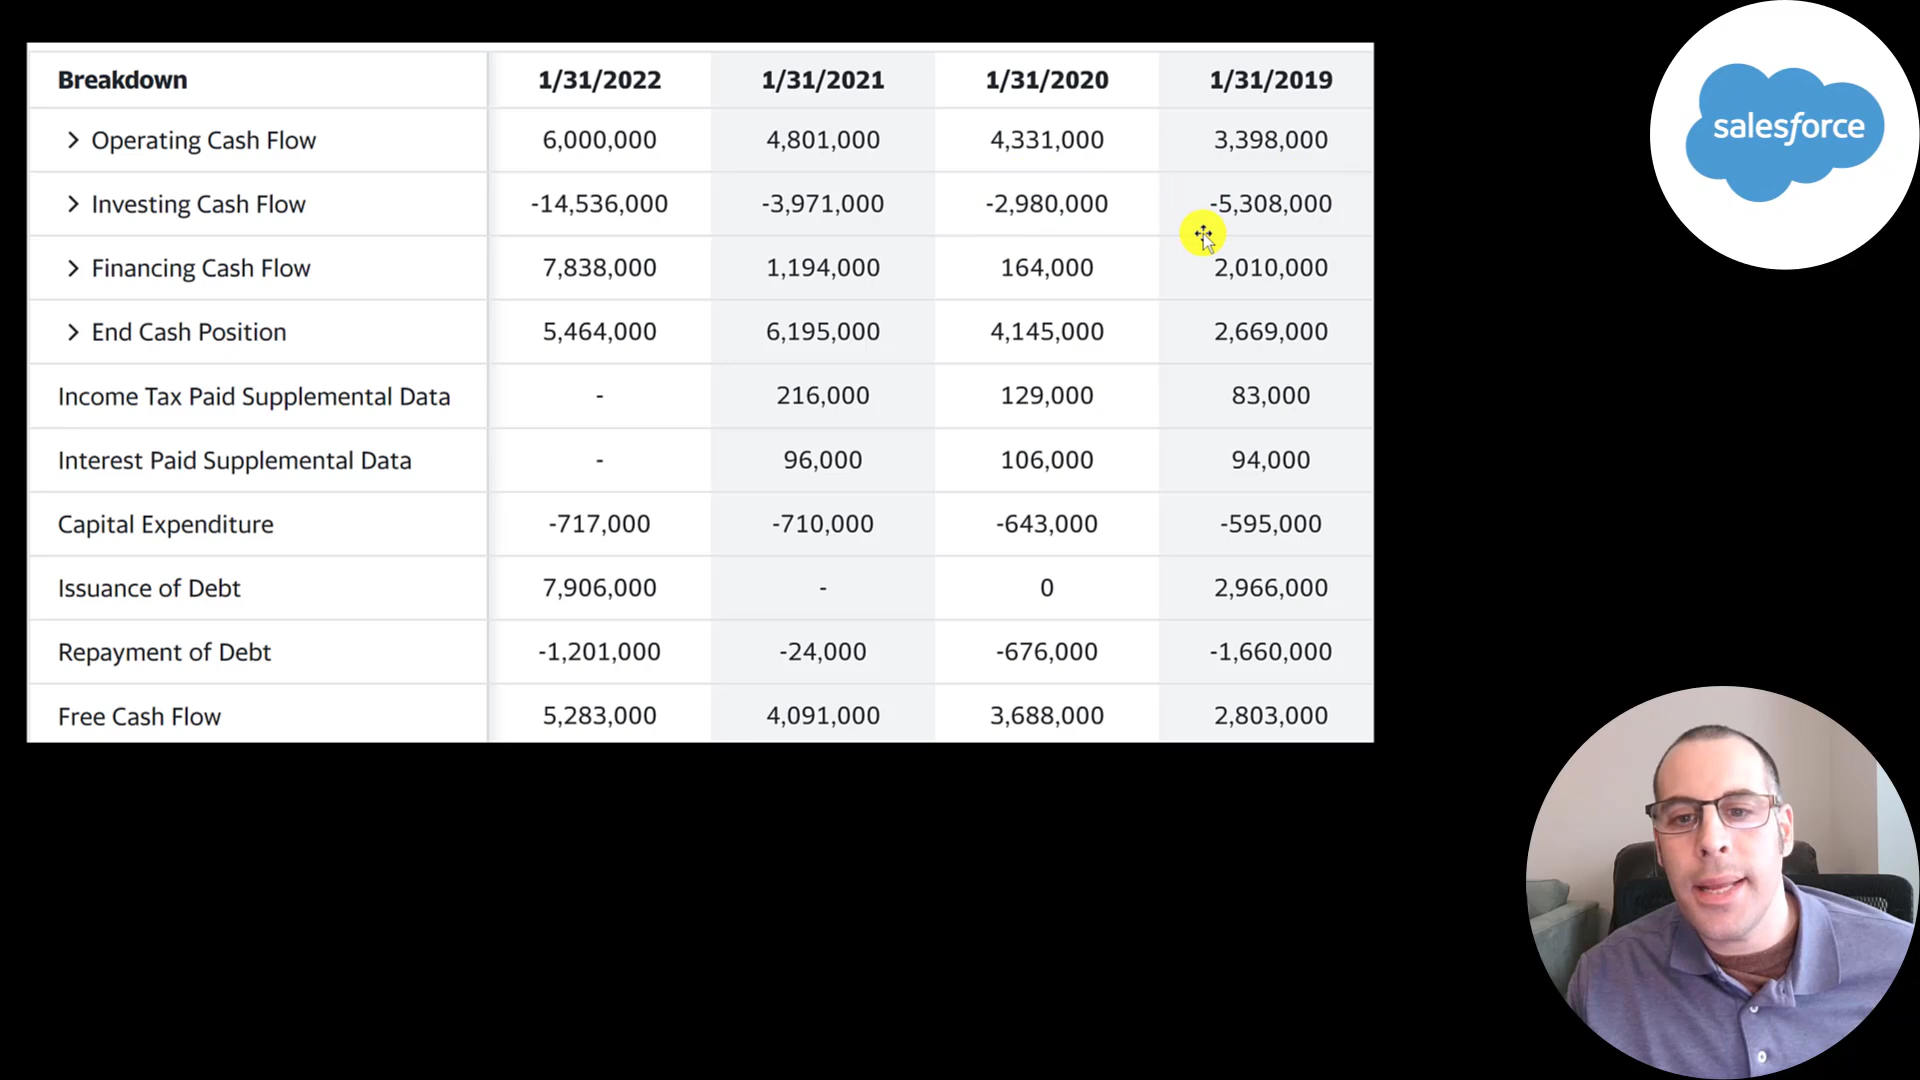 Breakdown 1/31/2022 1/31/2021 1/31/2020 1/31/2019
Operating Cash Flow 6,000,000 4,801,000 4,331,000 3,398,000
Investing Cash Flow -14,536,000 -3,971,000 -2,980,000 -5,308,000
Financing Cash Flow 7,838,000 1,194,000 164,000 2,010,000
End Cash Position 5,464,000 6,195,000 4,145,000 2,669,000
Income Tax Paid Supplemental Data - 216,000 129,000 83,000
Interest Paid Supplemental Data - 96,000 106,000 94,000
Capital Expenditure -717,000 -710,000 -643,000 -595,000
Issuance of Debt 7,906,000 - 0 2,966,000
Repayment of Debt -1,201,000 -24,000 -676,000 -1,660,000
Free Cash Flow 5,283,000 4,091,000 3,688,000 2,803,000
salesforce